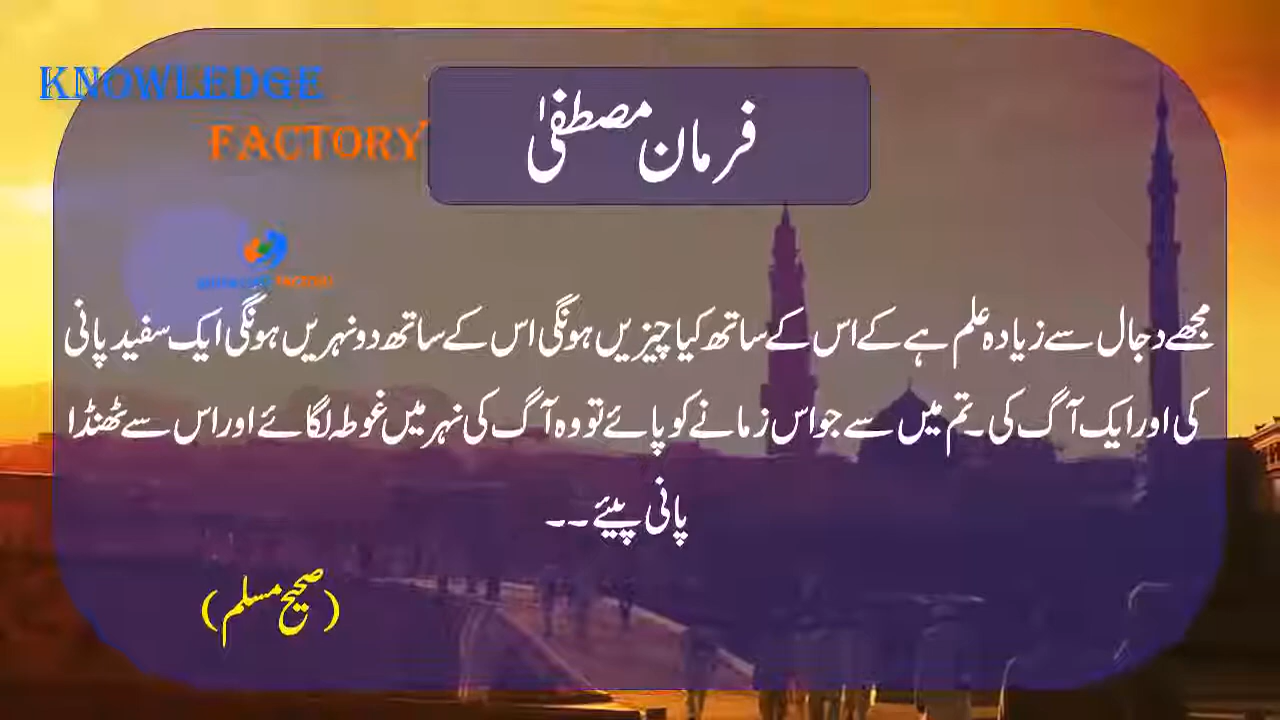 KNOWLEDGE
FACTORY
فرمان مصطفیٰ
مجھے دجال سے زیادہ علم ہے کے اس کے ساتھ کیا چیزیں ہونگی اس کے ساتھ دو نہریں ہونگی ایک سفید پانی
کی اور ایک آگ کی۔ تم میں سے جو اس زمانے کو پائے تو وہ آگ کی نہر میں غوطہ لگائے اور اس سے ٹھنڈا
پانی پیئے۔۔
(صحیح مسلم)